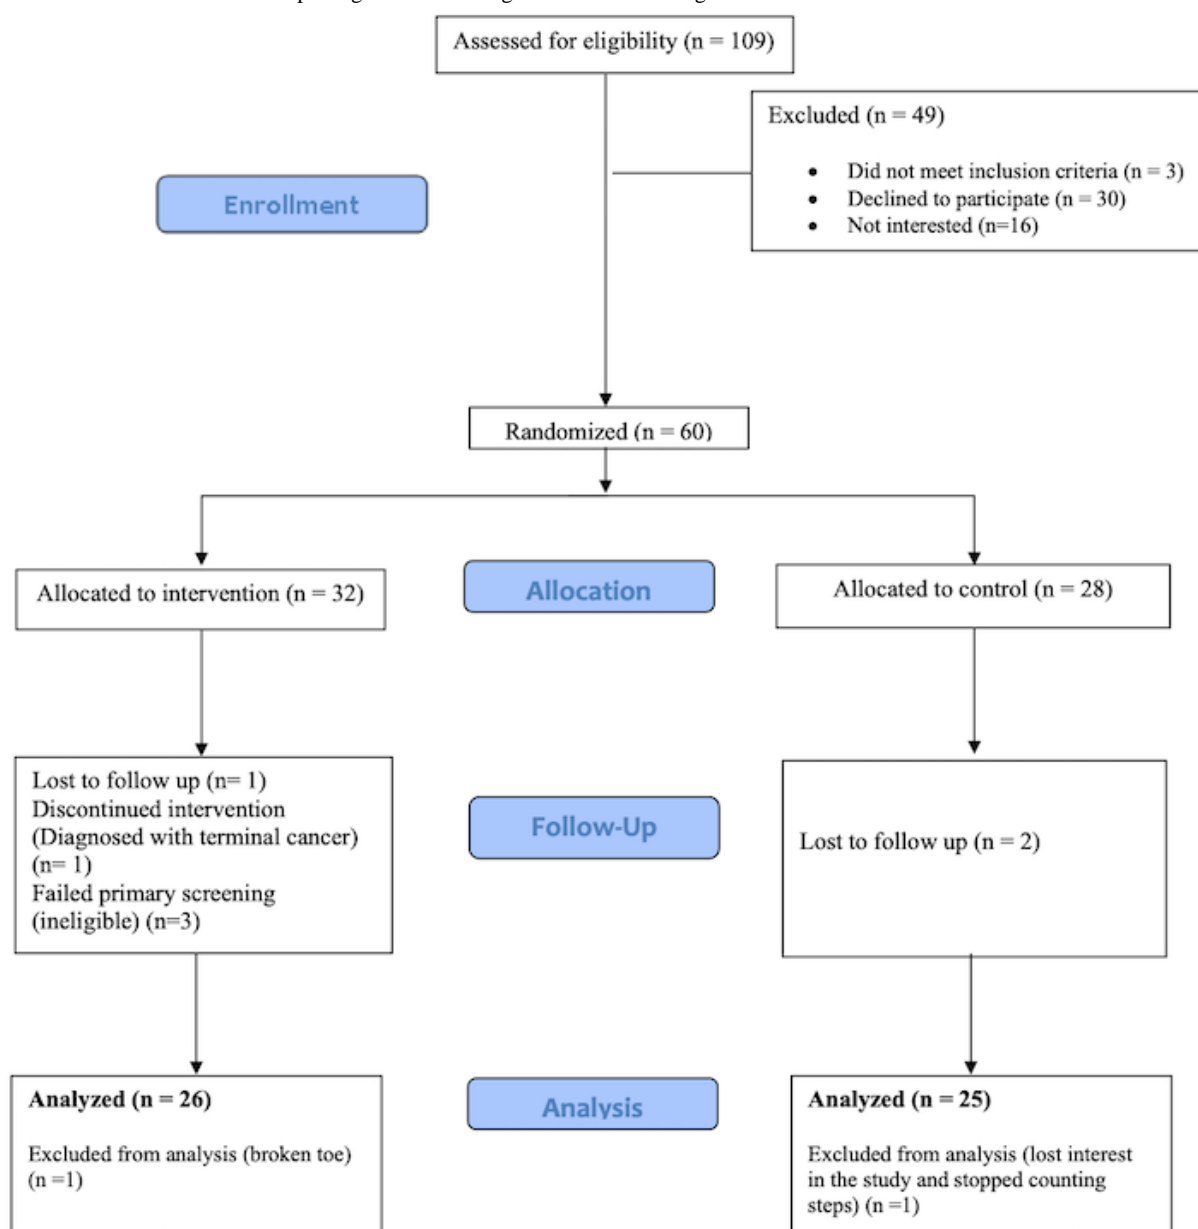 Assessed for eligibility (n = 109)
Excluded (n = 49)
• Did not meet inclusion criteria (n = 3)
• Declined to participate (n = 30)
• Not interested (n=16)
Enrollment
Randomized (n = 60)
Allocated to intervention (n = 32)
Allocation
Allocated to control (n = 28)
Lost to follow up (n= 1)
Discontinued intervention
(Diagnosed with terminal cancer)
(n= 1)
Failed primary screening
(ineligible) (n=3)
Follow-Up
Lost to follow up (n = 2)
Analyzed (n = 26)
Excluded from analysis (broken toe)
(n =1)
Analysis
Analyzed (n = 25)
Excluded from analysis (lost interest
in the study and stopped counting
steps) (n =1)